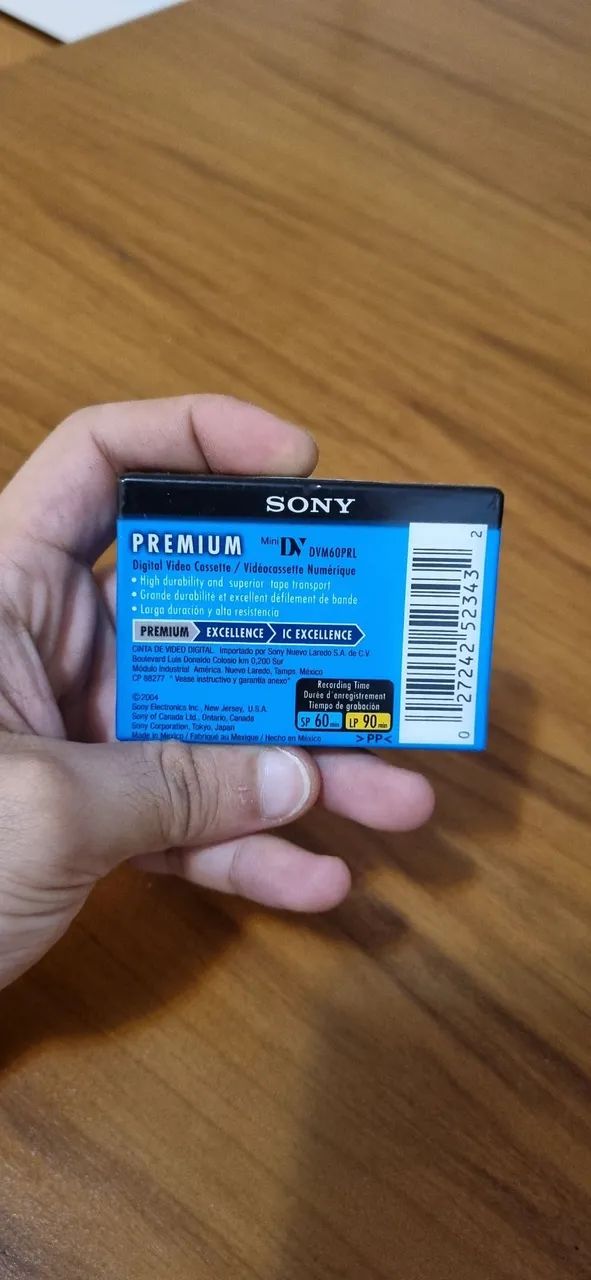 SONY
PREMIUM Mini DV DVM60PRL
Digital Video Cassette / Vidéocassette Numérique
• High durability and superior tape transport
• Grande durabilité et excellent défilement de bande
• Larga duración y alta resistencia
PREMIUM EXCELLENCE IC EXCELLENCE
CINTA DE VIDEO DIGITAL. Importado por Sony Nuevo Laredo S.A. de C.V.
Boulevard Luis Donaldo Colosio km 0,200 Sur
Módulo Industrial América. Nuevo Laredo, Tamps. México
CP 88277 " Vease instructivo y garantía anexo"
Recording Time
Durée d'enregistrement
Tiempo de grabación
SP 60 min LP 90 min
©2004
Sony Electronics Inc., New Jersey, U.S.A.
Sony of Canada Ltd., Ontario, Canada
Sony Corporation, Tokyo, Japan
Made in Mexico / Fabriqué au Mexique / Hecho en México
>PP<
0 27242 52343 2